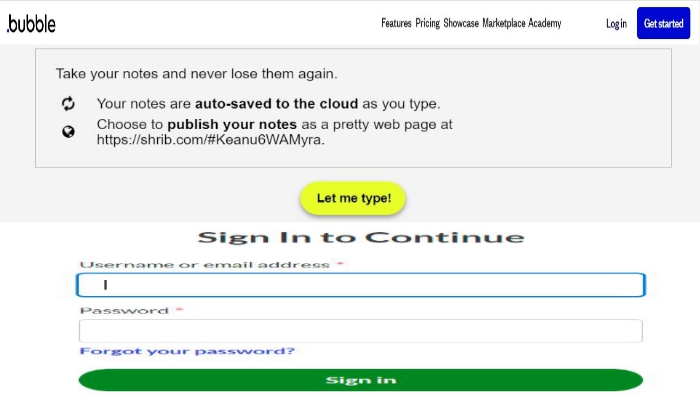 .bubble
Features Pricing Showcase Marketplace Academy
Log in
Get started
Take your notes and never lose them again.
Your notes are auto-saved to the cloud as you type.
Choose to publish your notes as a pretty web page at
https://shrib.com/#Keanu6WAMyra.
Let me type!
Sign In to Continue
Username or email address *
Password *
Forgot your password?
Sign in